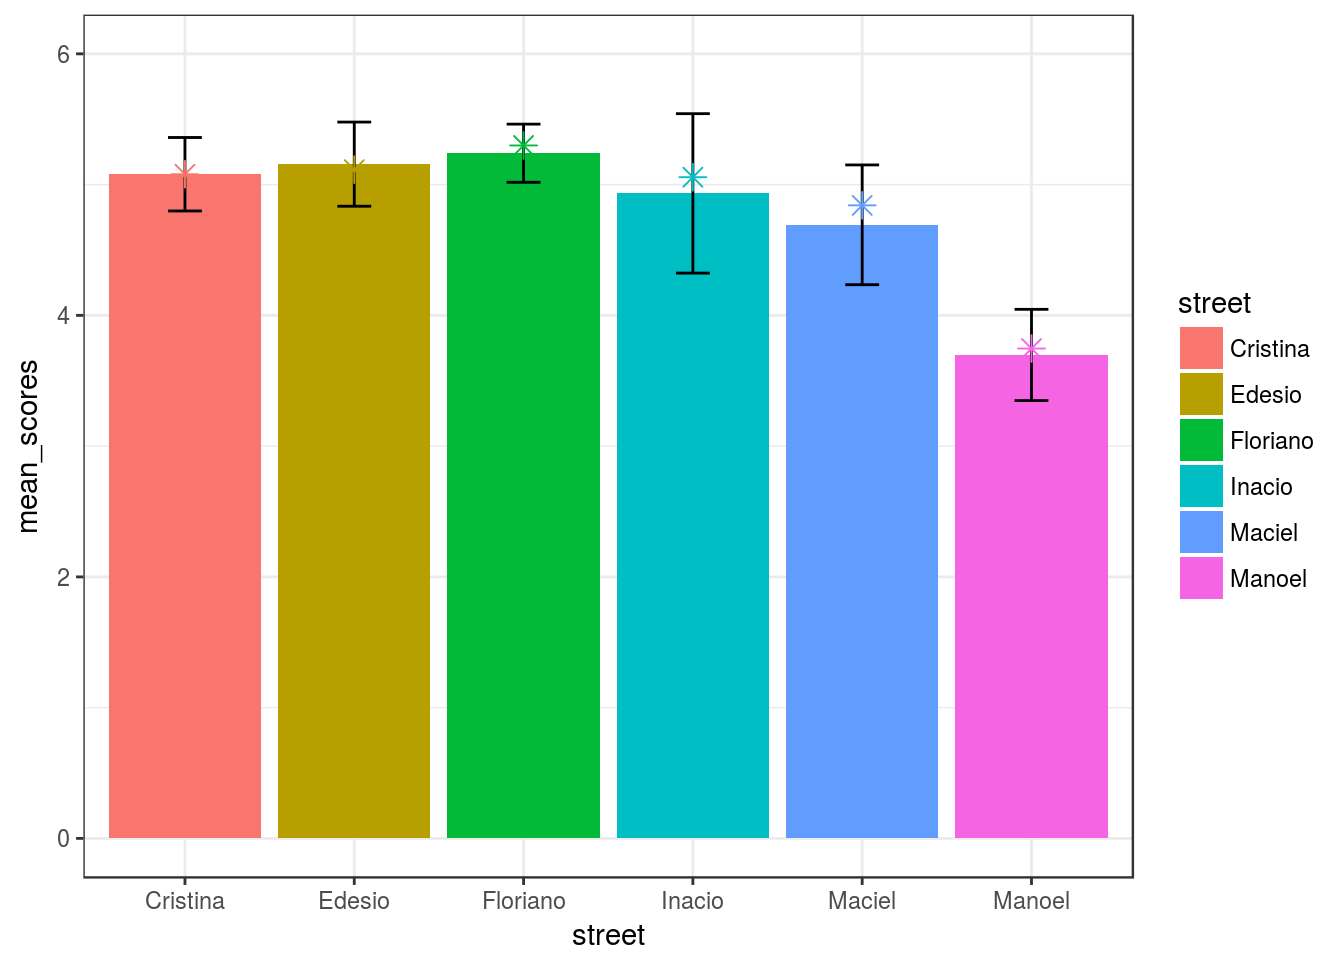 6
4
2
0
mean_scores
Cristina Edesio Floriano Inacio Maciel Manoel
street
street
Cristina
Edesio
Floriano
Inacio
Maciel
Manoel